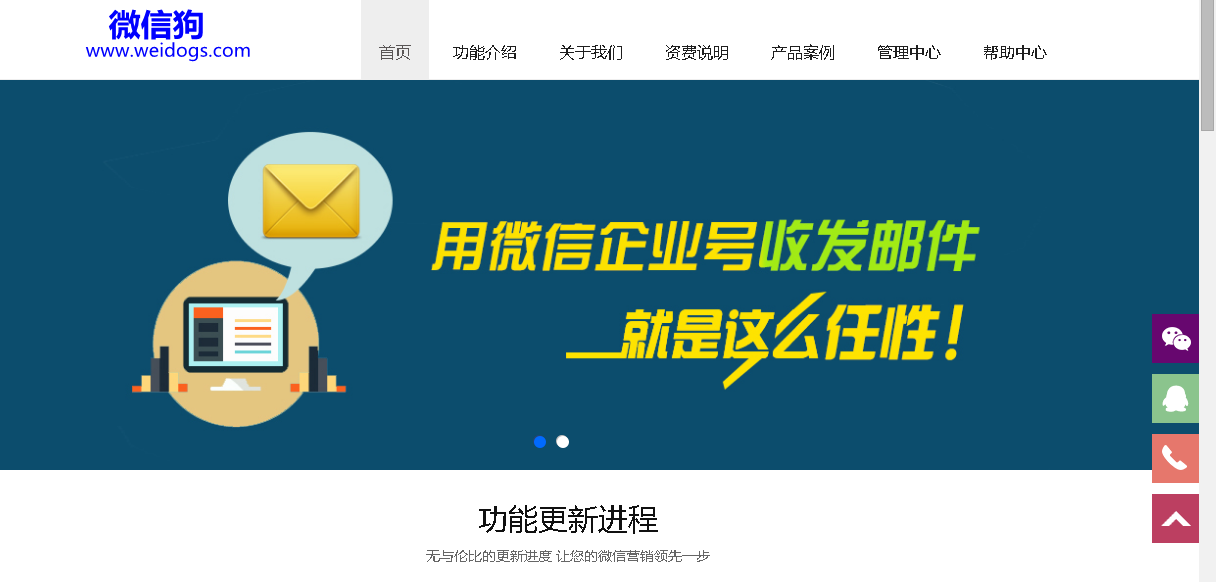 微信狗
www.weidogs.com
首页 功能介绍 关于我们 资费说明 产品案例 管理中心 帮助中心
用微信企业号收发邮件
就是这么任性!
功能更新进程
无与伦比的更新进度 让您的微信营销领先一步